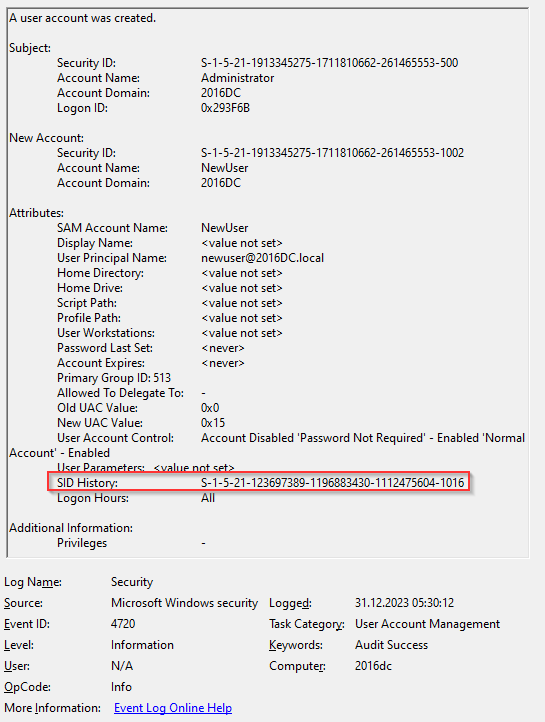 A user account was created.
Subject:
Security ID: S-1-5-21-1913345275-1711810662-261465553-500
Account Name: Administrator
Account Domain: 2016DC
Logon ID: 0x293F6B
New Account:
Security ID: S-1-5-21-1913345275-1711810662-261465553-1002
Account Name: NewUser
Account Domain: 2016DC
Attributes:
SAM Account Name: NewUser
Display Name: <value not set>
User Principal Name: newuser@2016DC.local
Home Directory: <value not set>
Home Drive: <value not set>
Script Path: <value not set>
Profile Path: <value not set>
User Workstations: <value not set>
Password Last Set: <never>
Account Expires: <never>
Primary Group ID: 513
Allowed To Delegate To: -
Old UAC Value: 0x0
New UAC Value: 0x15
User Account Control: Account Disabled 'Password Not Required' - Enabled 'Normal
Account' - Enabled
User Parameters: <value not set>
SID History: S-1-5-21-123697389-1196883430-1112475604-1016
Logon Hours: All
Additional Information:
Privileges -
Log Name: Security
Source: Microsoft Windows security Logged: 31.12.2023 05:30:12
Event ID: 4720 Task Category: User Account Management
Level: Information Keywords: Audit Success
User: N/A Computer: 2016dc
OpCode: Info
More Information: Event Log Online Help